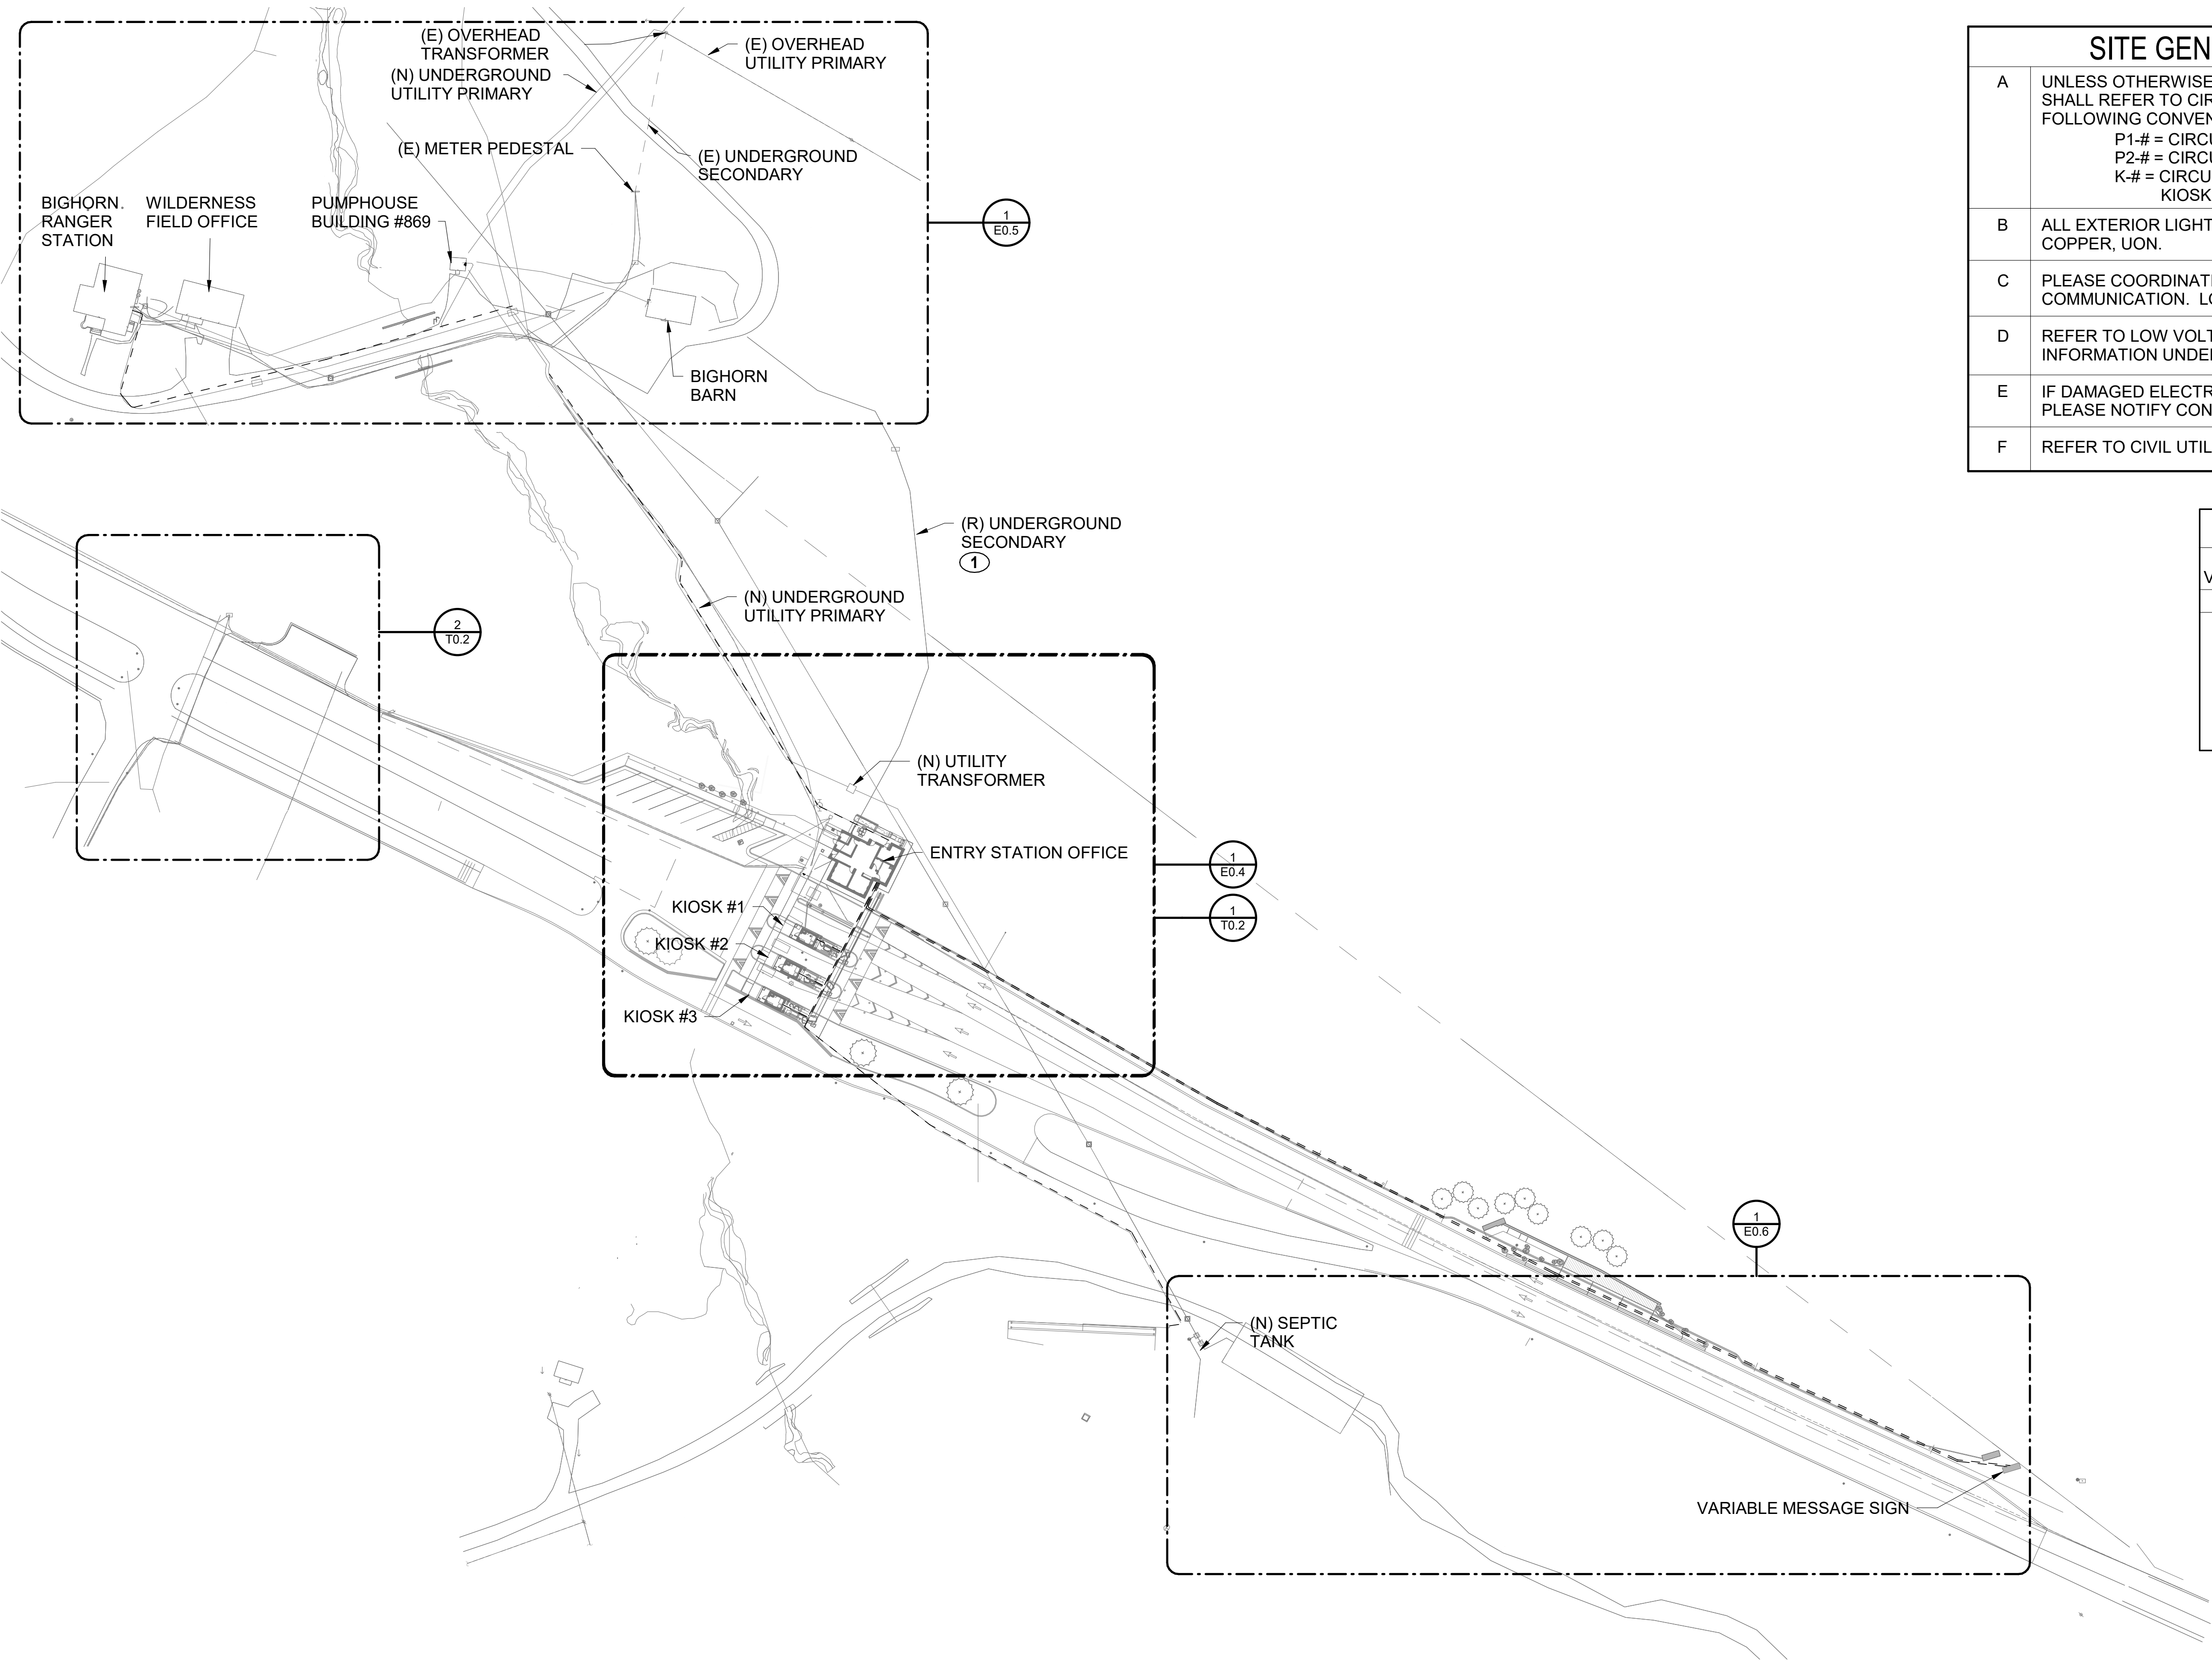 (E) OVERHEAD
TRANSFORMER
(N) UNDERGROUND
UTILITY PRIMARY
(E) OVERHEAD
UTILITY PRIMARY
(E) METER PEDESTAL
(E) UNDERGROUND
SECONDARY
BIGHORN
RANGER
STATION
WILDERNESS
FIELD OFFICE
PUMPHOUSE
BUILDING #869
BIGHORN
BARN
1
E0.5
SITE GEN
A
UNLESS OTHERWISE
SHALL REFER TO CIR
FOLLOWING CONVEN
P1-# = CIRCU
P2-# = CIRCU
K-# = CIRCU
KIOSK
B
ALL EXTERIOR LIGHT
COPPER, UON.
C
PLEASE COORDINAT
COMMUNICATION. LO
D
REFER TO LOW VOLT
INFORMATION UNDE
E
IF DAMAGED ELECTR
PLEASE NOTIFY CON
F
REFER TO CIVIL UTIL
V
(R) UNDERGROUND
SECONDARY
1
(N) UNDERGROUND
UTILITY PRIMARY
2
T0.2
(N) UTILITY
TRANSFORMER
ENTRY STATION OFFICE
1
E0.4
1
T0.2
KIOSK #1
KIOSK #2
KIOSK #3
1
E0.6
(N) SEPTIC
TANK
VARIABLE MESSAGE SIGN